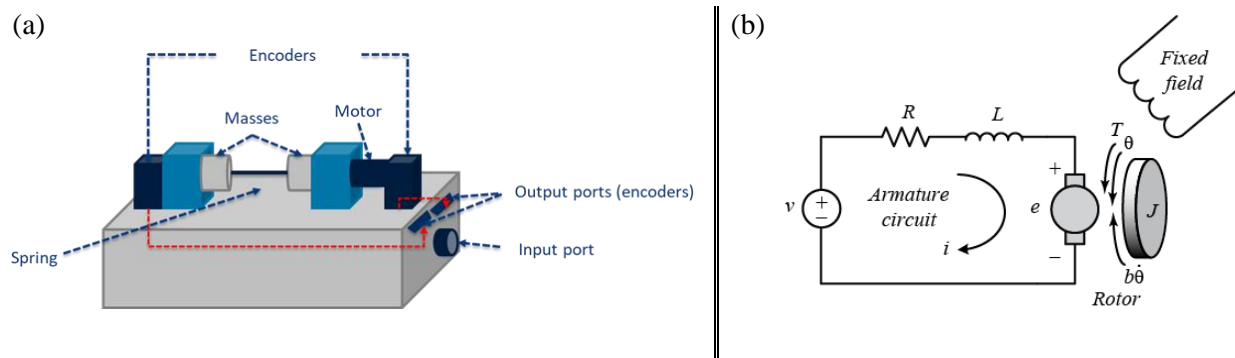 (a)
Encoders
Masses
Motor
Output ports (encoders)
Input port
Spring
(b)
Fixed
field
R
L
T
θ
+
v
+
−
Armature
circuit
e
J
i
−
bθ̇
Rotor